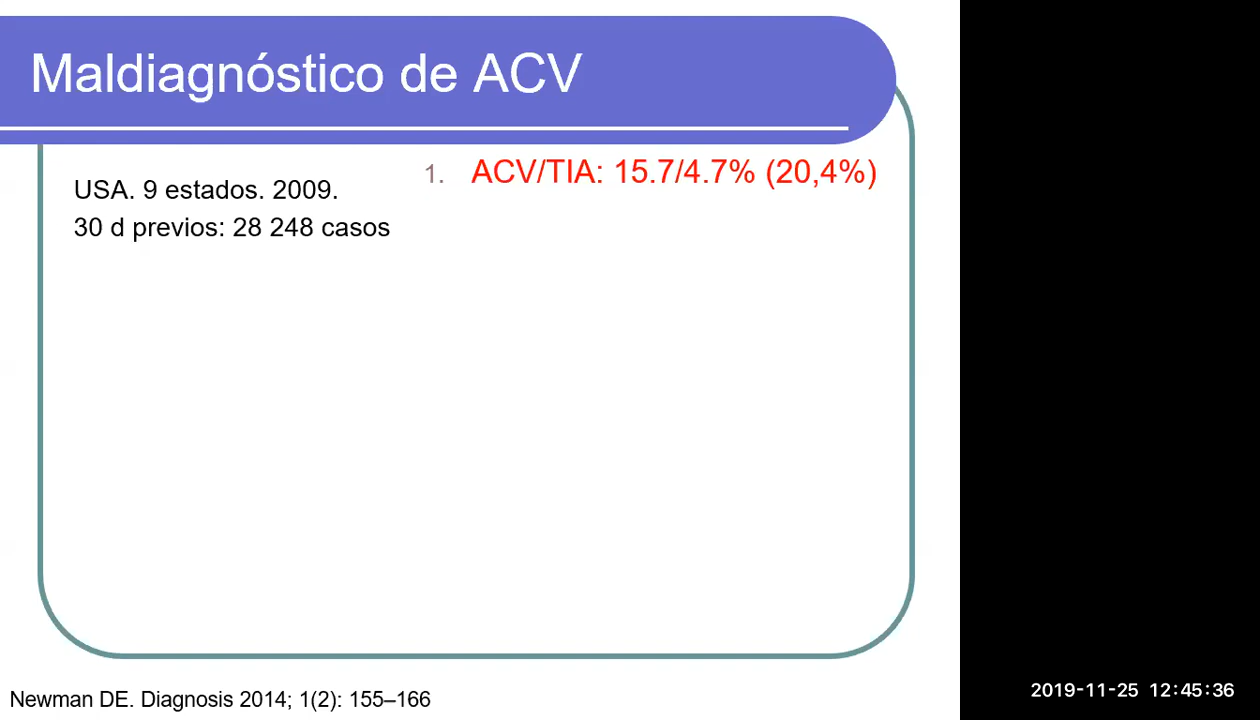 Maldiagnóstico de ACV
USA. 9 estados. 2009.
30 d previos: 28 248 casos
1. ACV/TIA: 15.7/4.7% (20,4%)
Newman DE. Diagnosis 2014; 1(2): 155–166
2019-11-25 12:45:36